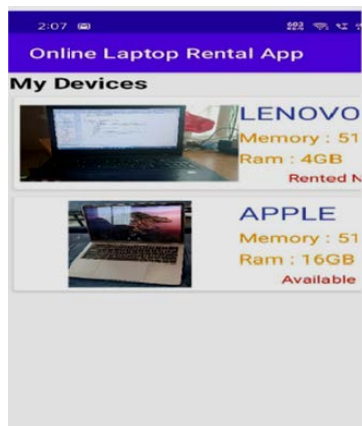 2:07
Online Laptop Rental App
My Devices
LENOVO
Memory : 51
Ram : 4GB
Rented N
APPLE
Memory : 51
Ram : 16GB
Available